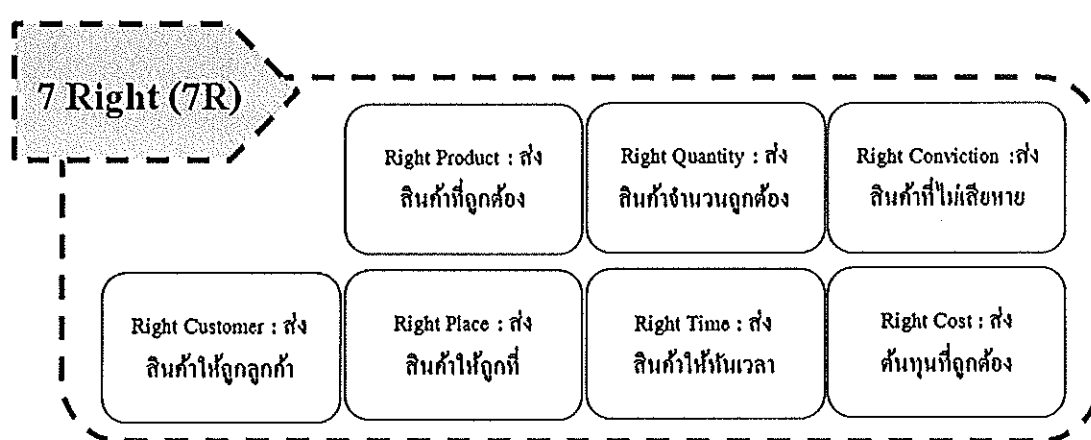 7 Right (7R)
Right Product : ส่ง
สินค้าที่ถูกต้อง
Right Quantity : ส่ง
สินค้าจำนวนถูกต้อง
Right Conviction :ส่ง
สินค้าที่ไม่เสียหาย
Right Customer : ส่ง
สินค้าให้ถูกลูกค้า
Right Place : ส่ง
สินค้าให้ถูกที่
Right Time : ส่ง
สินค้าให้ทันเวลา
Right Cost : ส่ง
ต้นทุนที่ถูกต้อง